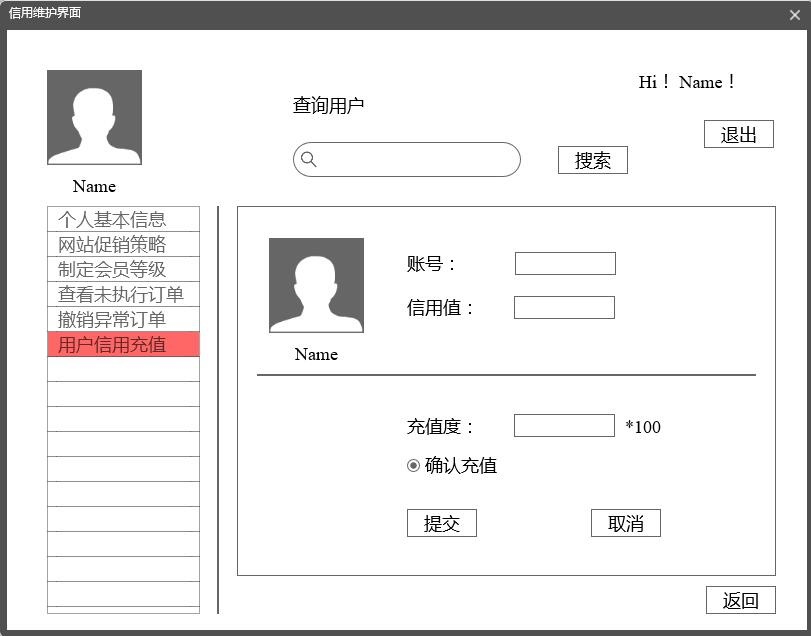 信用维护界面
Hi！ Name！
查询用户
退出
搜索
Name
个人基本信息
网站促销策略
制定会员等级
查看未执行订单
撤销异常订单
用户信用充值
账号：
信用值：
Name
充值度：
*100
确认充值
提交
取消
返回